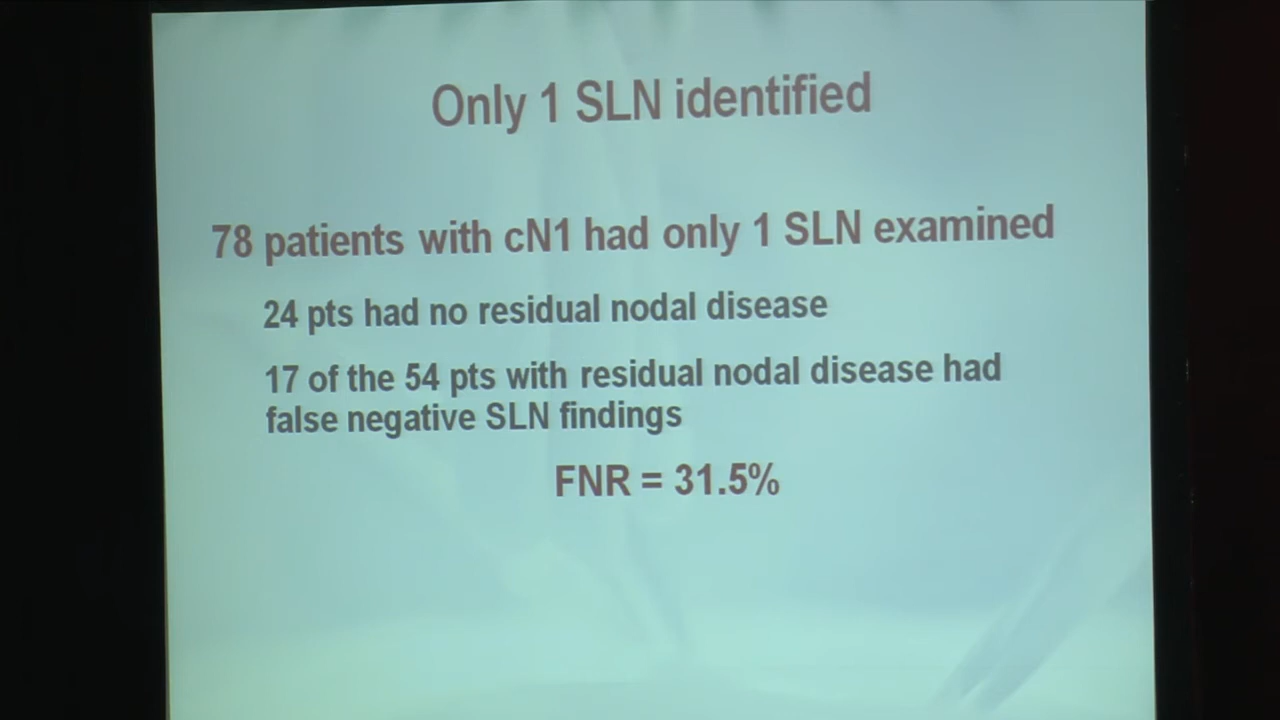 Only 1 SLN identified
78 patients with cN1 had only 1 SLN examined
24 pts had no residual nodal disease
17 of the 54 pts with residual nodal disease had
false negative SLN findings
FNR = 31.5%